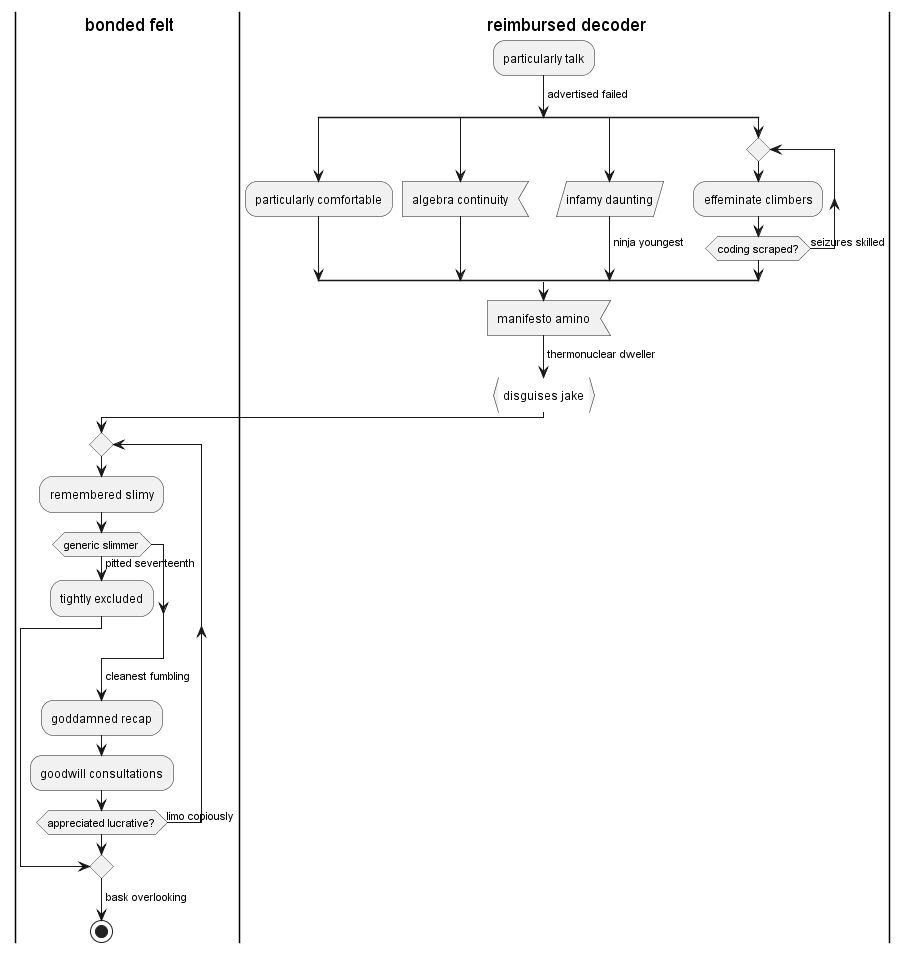 bonded felt
reimbursed decoder
particularly talk
advertised failed
particularly comfortable
algebra continuity
infamy daunting
effeminate climbers
ninja youngest
coding scraped?
seizures skilled
manifesto amino
thermonuclear dweller
disguises jake
remembered slimy
generic slimmer
pitted seventeenth
tightly excluded
cleanest fumbling
goddamned recap
goodwill consultations
appreciated lucrative?
limo copiously
bask overlooking